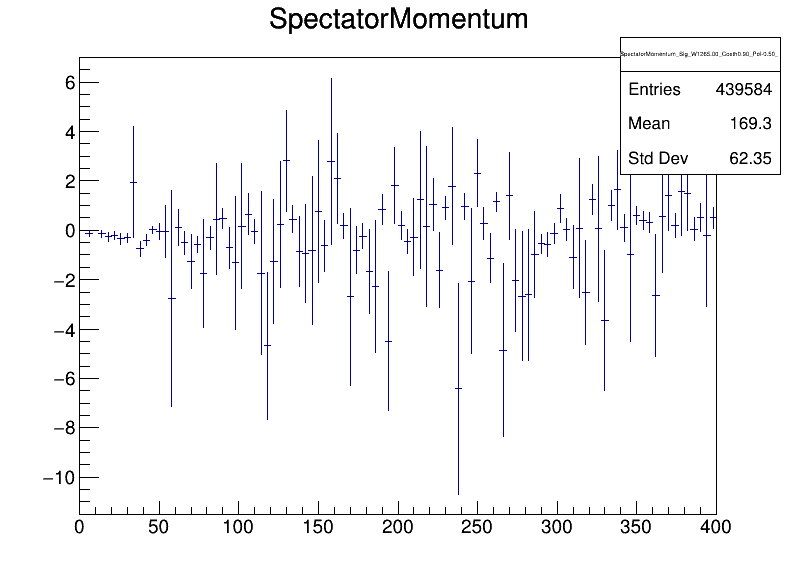 SpectatorMomentum
SpectatorMomentum_Sig_W1265.00_Costh0.90_Pol-0.50_
Entries 439584
Mean 169.3
Std Dev 62.35
6
4
2
0
−2
−4
−6
−8
−10
0 50 100 150 200 250 300 350 400